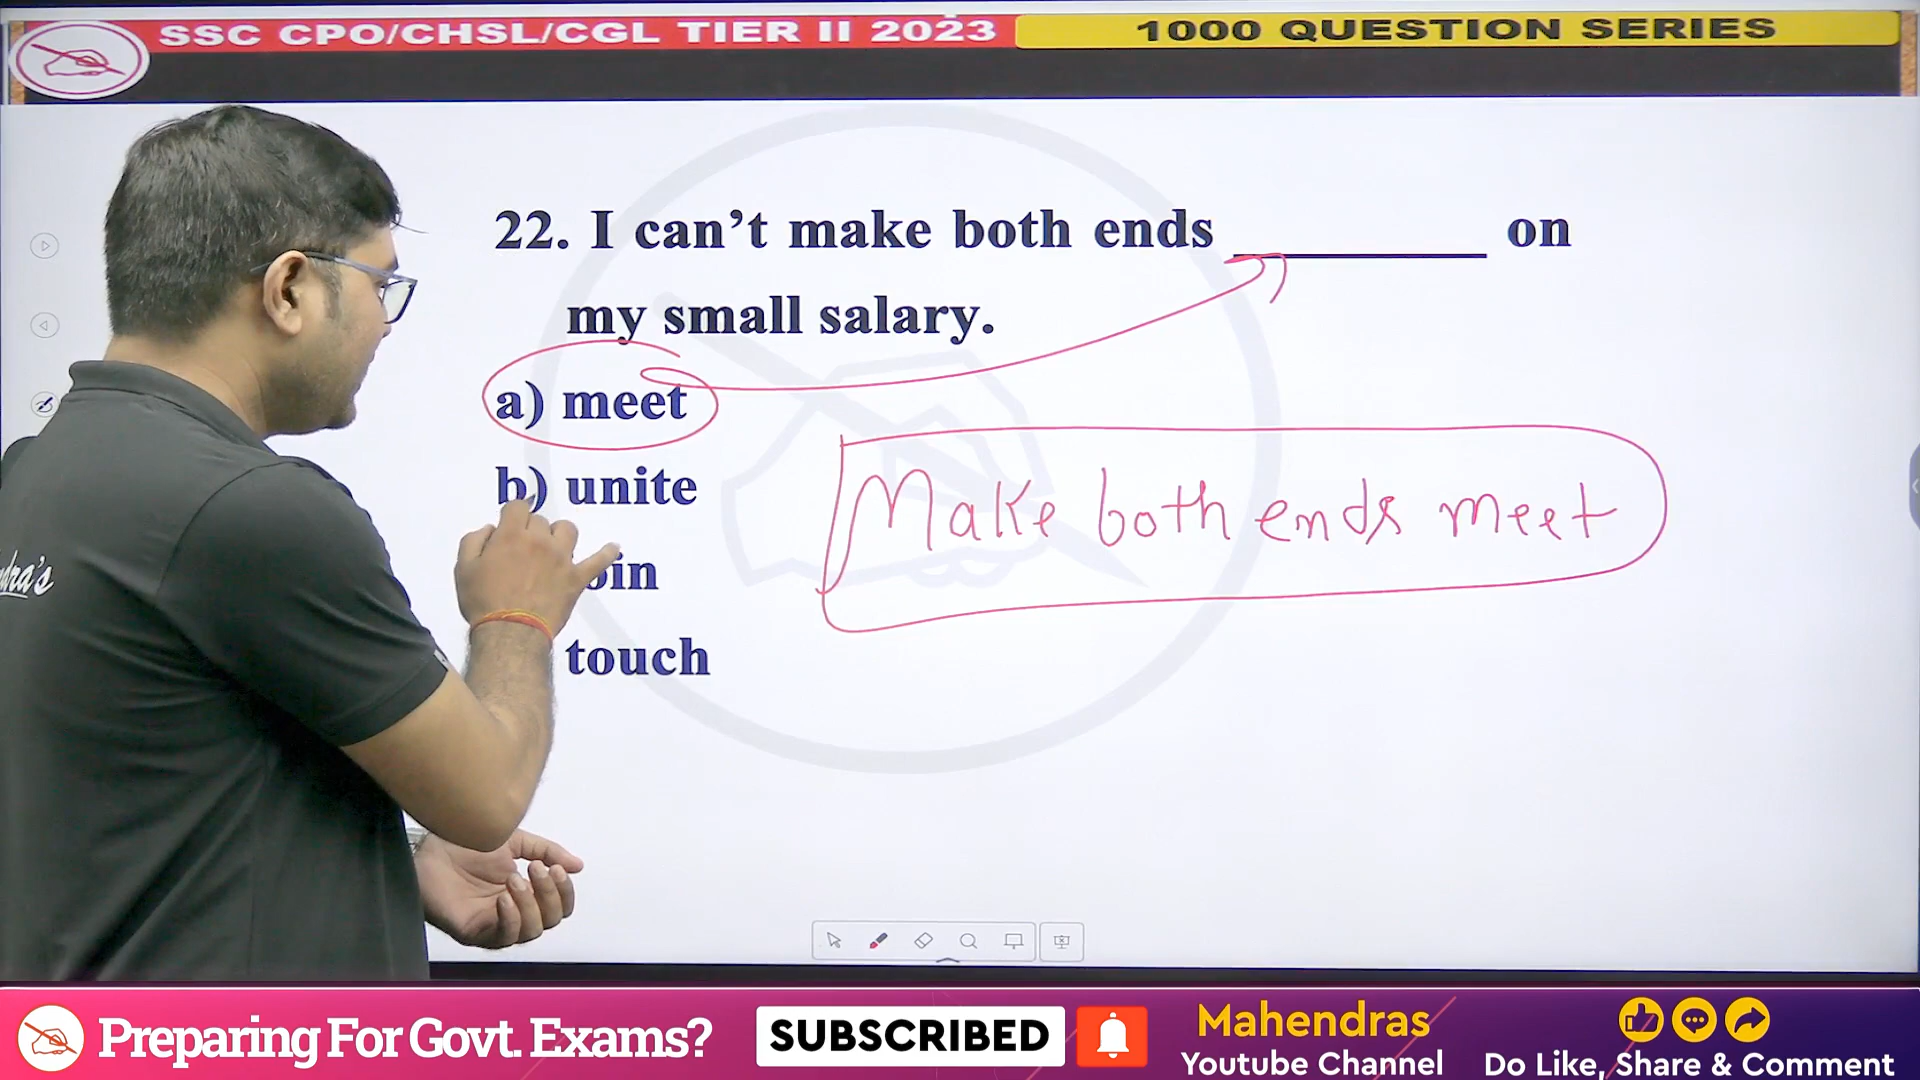 SSC CPO/CHSL/CGL TIER II 2023
1000 QUESTION SERIES
22. I can't make both ends __________ on
my small salary.
a) meet
b) unite
touch
Make both ends meet
Preparing For Govt. Exams?
SUBSCRIBED
Mahendras
Youtube Channel
Do Like, Share & Comment